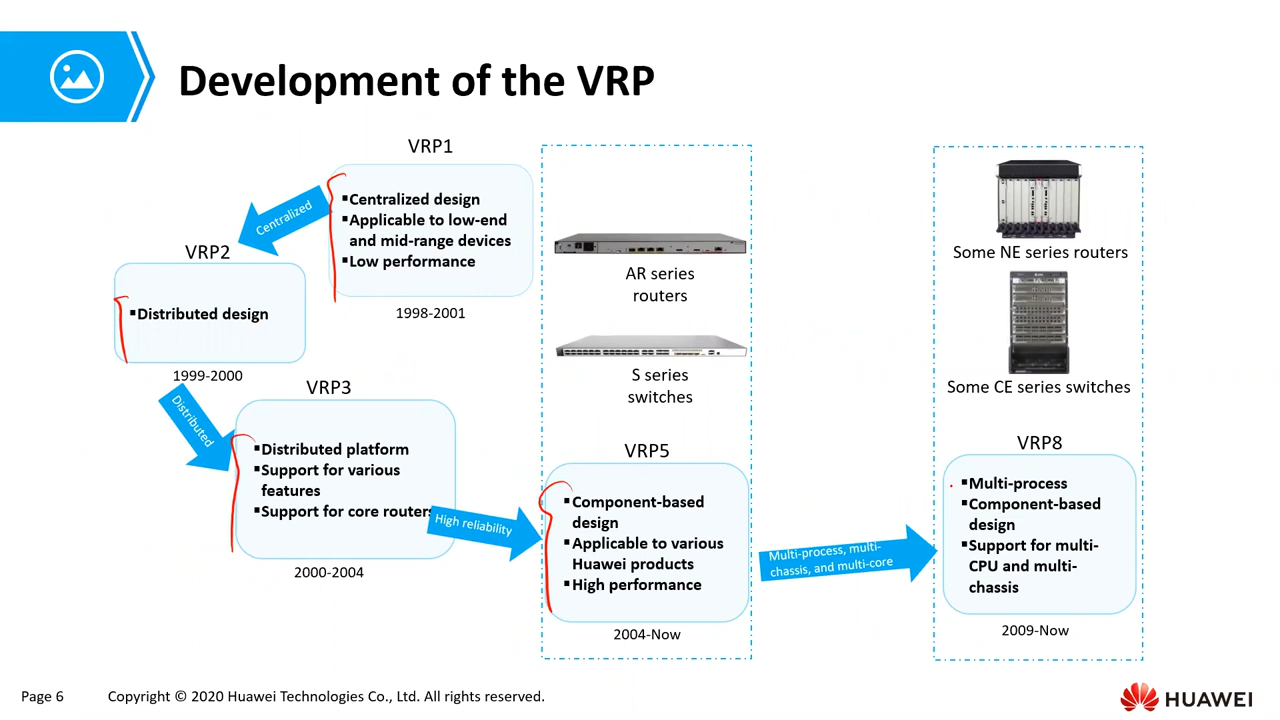 Development of the VRP
VRP1
▪Centralized design
▪Applicable to low-end
and mid-range devices
▪Low performance
1998-2001
Centralized
VRP2
▪Distributed design
1999-2000
Distributed
VRP3
▪Distributed platform
▪Support for various
features
▪Support for core routers
2000-2004
High reliability
AR series
routers
S series
switches
VRP5
▪Component-based
design
▪Applicable to various
Huawei products
▪High performance
2004-Now
Multi-process, multi-
chassis, and multi-core
Some NE series routers
Some CE series switches
VRP8
▪Multi-process
▪Component-based
design
▪Support for multi-
CPU and multi-
chassis
2009-Now
Page 6
Copyright © 2020 Huawei Technologies Co., Ltd. All rights reserved.
HUAWEI